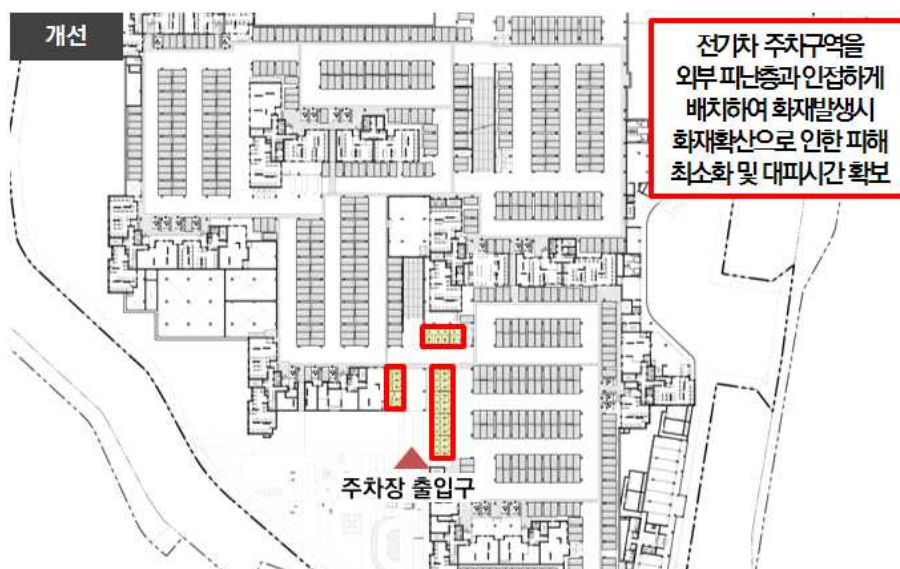 개선
전기차 주차구역을
외부 피난층과 인접하게
배치하여 화재발생시
화재확산으로 인한 피해
최소화 및 대피시간 확보
주차장 출입구